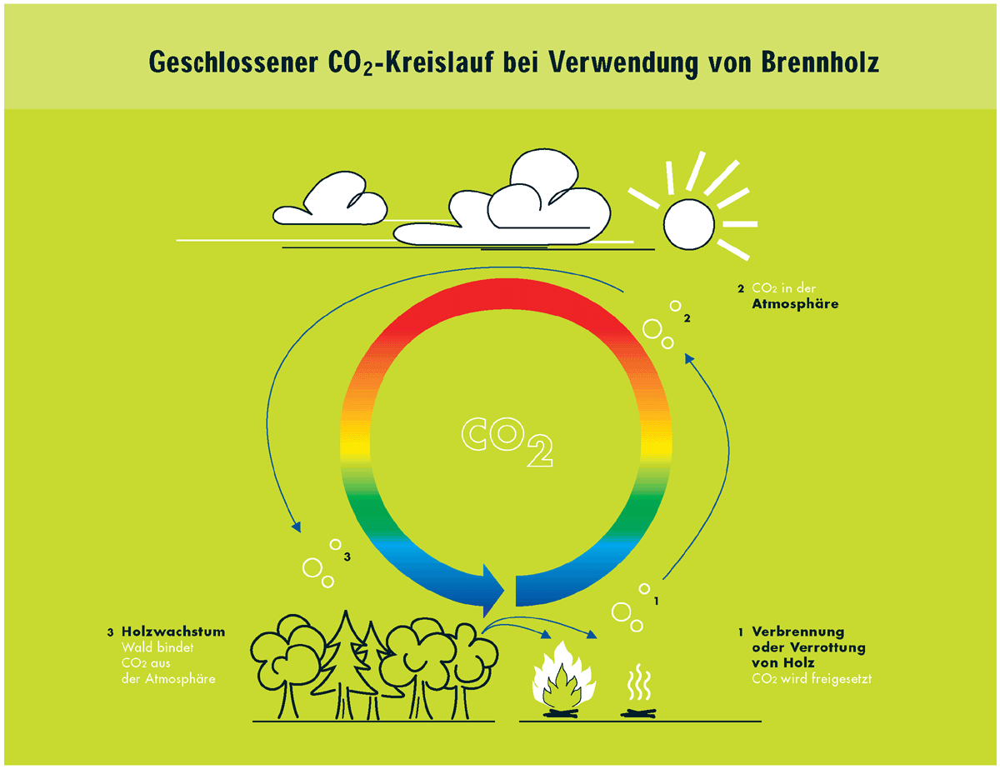 Geschlossener CO₂-Kreislauf bei Verwendung von Brennholz
2 CO₂ in der
Atmosphäre
2
CO₂
3
1
3 Holzwachstum
Wald bindet
CO₂ aus
der Atmosphäre
1 Verbrennung
oder Verrottung
von Holz
CO₂ wird freigesetzt